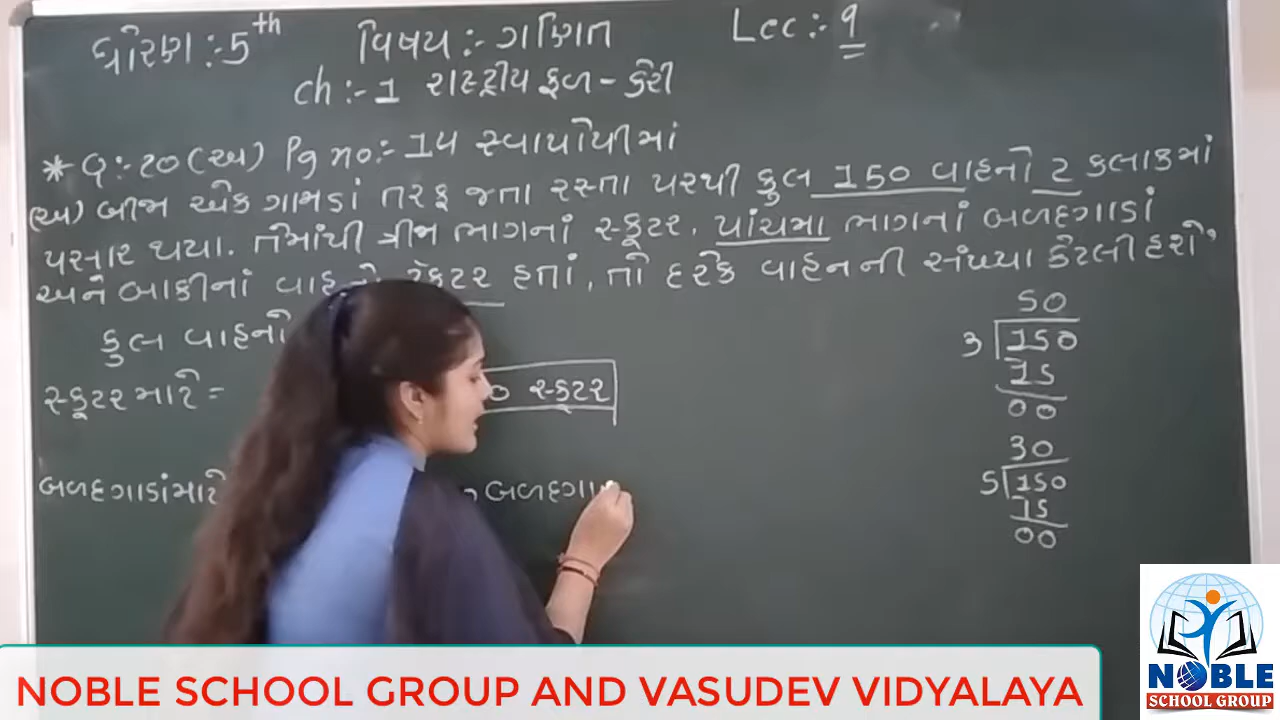 ધોરણ :- 5th વિષય :- ગણિત Lec :- 9
ch :- 1 રાષ્ટ્રીય ફળ - કેરી
* Q :- 20 (અ) Pg no :- 14 સ્વાધ્યાયપોથીમાં
(અ) બીજા એક ગામડાં તરફ જતા રસ્તા પરથી કુલ 150 વાહનો 2 કલાકમાં
પસાર થયા. તેમાંથી ત્રીજા ભાગનાં સ્કૂટર, પાંચમા ભાગનાં બળદગાડાં
અને બાકીનાં ટ્રેક્ટર હતાં, તો દરેક વાહનની સંખ્યા કેટલી હશે?
કુલ વાહનો
સ્કૂટર માટે = 0 સ્કૂટર
બળદગાડાં માટે બળદગા
50
3 150
15
00
30
5 150
15
00
NOBLE SCHOOL GROUP AND VASUDEV VIDYALAYA
NOBLE
SCHOOL GROUP